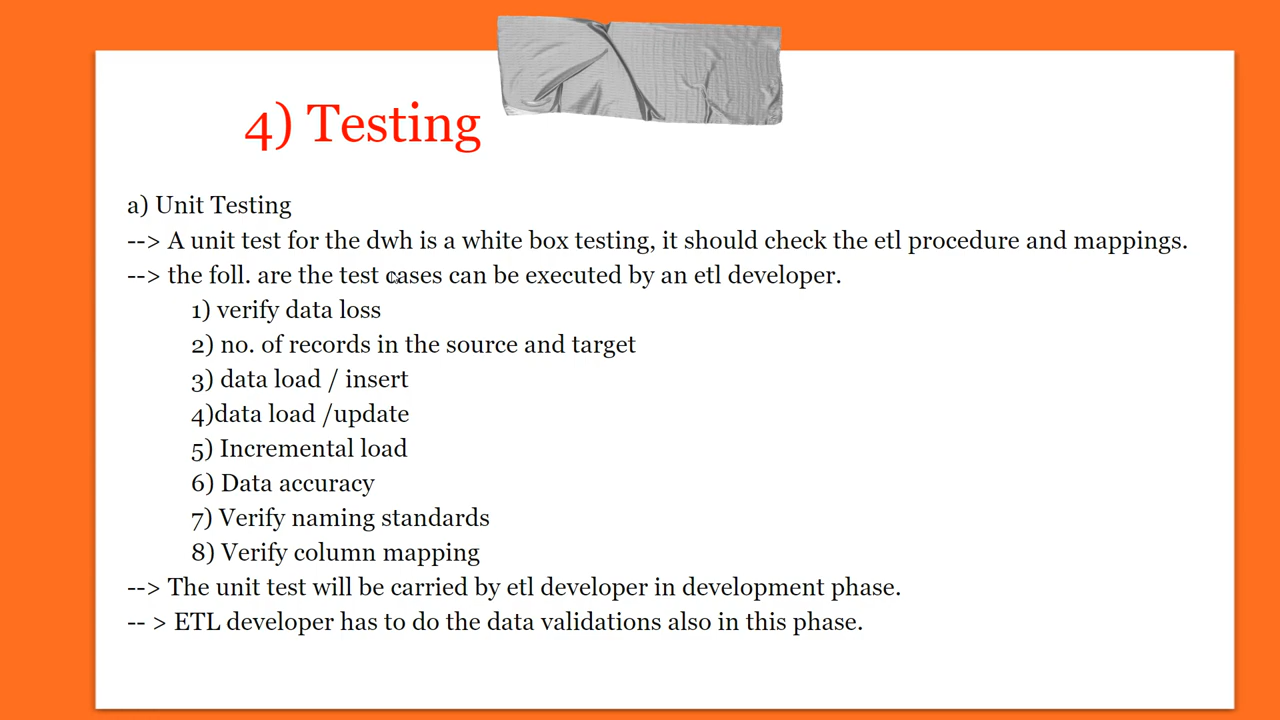 4) Testing
a) Unit Testing
--> A unit test for the dwh is a white box testing, it should check the etl procedure and mappings.
--> the foll. are the test cases can be executed by an etl developer.
1) verify data loss
2) no. of records in the source and target
3) data load / insert
4)data load /update
5) Incremental load
6) Data accuracy
7) Verify naming standards
8) Verify column mapping
--> The unit test will be carried by etl developer in development phase.
-- > ETL developer has to do the data validations also in this phase.